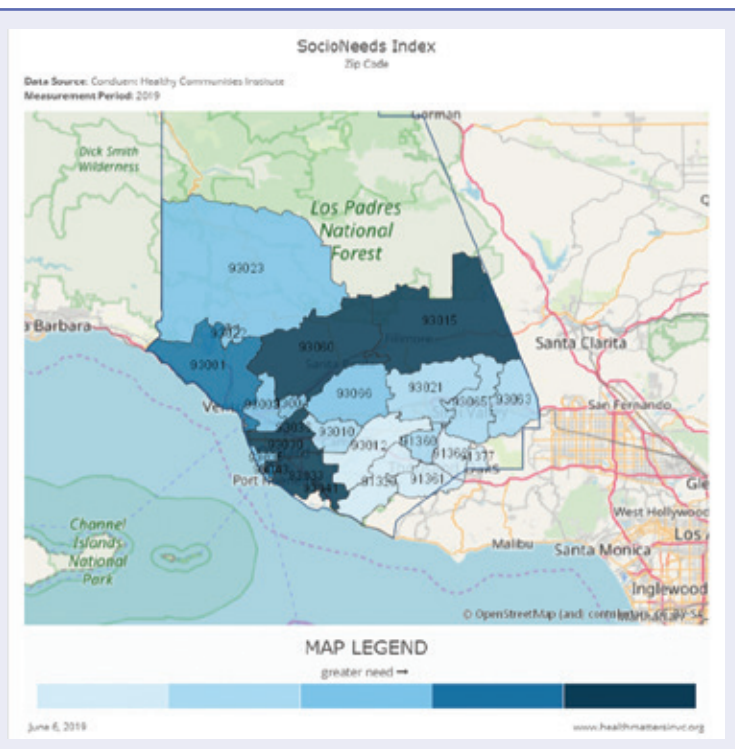 SocioNeeds Index
Zip Code
Data Source: Conduent Healthy Communities Institute
Measurement Period: 2019
Gorman
Dick Smith
Wilderness
Los Padres
National
Forest
93023
93015
a Barbara
93060
Santa Clarita
93001
93066
93021
93065
93063
San Fernando
93010
93012
91360
91377
91361
Port
Gle
West Hollywood
Channel
Islands
National
Park
Malibu
Santa Monica
Los
Inglewood
© OpenStreetMap (and)
MAP LEGEND
greater need →
June 6, 2019
www.healthmattersinvc.org